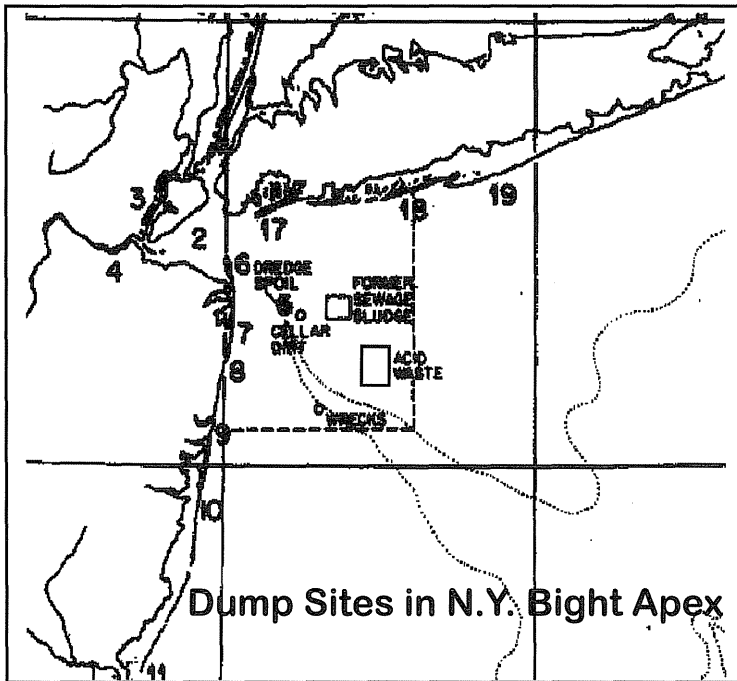 3
2
4
17
18
19
6 DREDGE
SPOIL
FORMER
SEWAGE
SLUDGE
7
CELLAR
DIRT
8
ACID
WASTE
WRECKS
9
10
Dump Sites in N.Y. Bight Apex
11